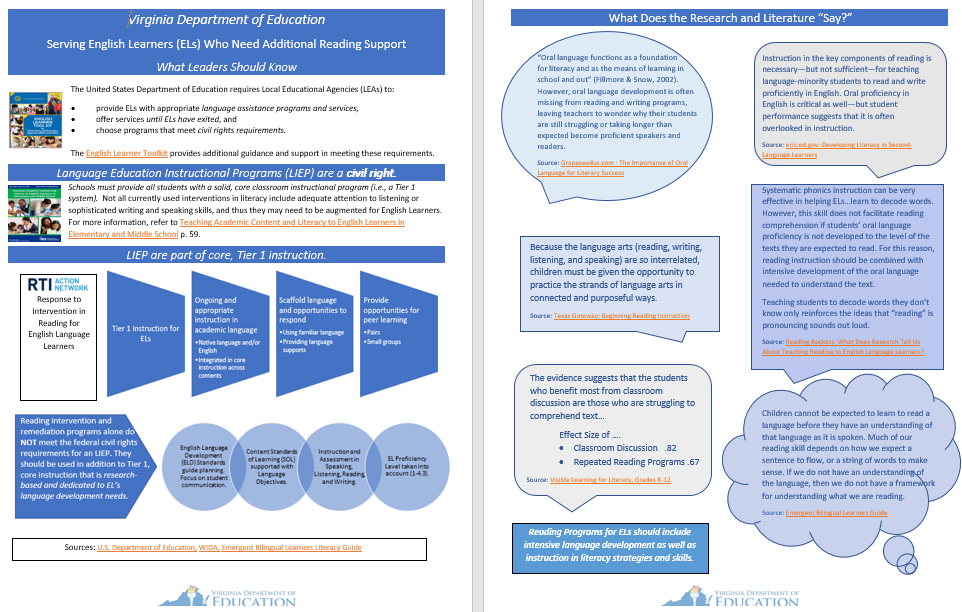 Virginia Department of Education
Serving English Learners (ELs) Who Need Additional Reading Support
What Leaders Should Know
The United States Department of Education requires Local Educational Agencies (LEAs) to:
• provide ELs with appropriate language assistance programs and services,
• offer services until ELs have exited, and
• choose programs that meet civil rights requirements.
ENGLISH LEARNER TOOL KIT
The English Learner Toolkit provides additional guidance and support in meeting these requirements.
Language Education Instructional Programs (LIEP) are a civil right.
Schools must provide all students with a solid, core classroom instructional program (i.e., a Tier 1
system). Not all currently used interventions in literacy include adequate attention to listening or
sophisticated writing and speaking skills, and thus they may need to be augmented for English Learners.
For more information, refer to Teaching Academic Content and Literacy to English Learners in
Elementary and Middle School p. 59.
LIEP are part of core, Tier 1 instruction.
RTI ACTION
NETWORK
Response to
Intervention in
Reading for
English Language
Learners
Tier 1 Instruction for
ELs
Ongoing and
appropriate
instruction in
academic language
• Native language and/or
English
• Integrated in core
instruction across
contents
Scaffold language
and opportunities to
respond
• Using familiar language
• Providing language
supports
Provide
opportunities for
peer learning
• Pairs
• Small groups
Reading intervention and
remediation programs alone do
NOT meet the federal civil rights
requirements for an LIEP. They
should be used in addition to Tier 1,
core instruction that is research-
based and dedicated to EL's
language development needs.
English Language
Development
(ELD) Standards
guide planning.
Focus on student
communication.
Content Standards
of Learning (SOL)
supported with
Language
Objectives.
Instruction and
Assessment in
Speaking,
Listening, Reading,
and Writing.
EL Proficiency
Level taken into
account (1-4.3).
Sources: U.S. Department of Education, WIDA, Emergent Bilingual Learners Literacy Guide
VIRGINIA DEPARTMENT OF
EDUCATION
What Does the Research and Literature “Say?”
“Oral language functions as a foundation
for literacy and as the means of learning in
school and out” (Fillmore & Snow, 2002).
However, oral language development is often
missing from reading and writing programs,
leaving teachers to wonder why their students
are still struggling or taking longer than
expected become proficient speakers and
readers.
Source: Grapeseedus.com : The Importance of Oral
Language for Literacy Success
Instruction in the key components of reading is
necessary—but not sufficient—for teaching
language-minority students to read and write
proficiently in English. Oral proficiency in
English is critical as well—but student
performance suggests that it is often
overlooked in instruction.
Source: eric.ed.gov: Developing Literacy in Second-
Language Learners
Systematic phonics instruction can be very
effective in helping ELs...learn to decode words.
However, this skill does not facilitate reading
comprehension if students' oral language
proficiency is not developed to the level of the
texts they are expected to read. For this reason,
reading instruction should be combined with
intensive development of the oral language
needed to understand the text.
Teaching students to decode words they don't
know only reinforces the ideas that “reading” is
pronouncing sounds out loud.
Source: Reading Rockets: What Does Research Tell Us
About Teaching Reading to English Language Learners?
Because the language arts (reading, writing,
listening, and speaking) are so interrelated,
children must be given the opportunity to
practice the strands of language arts in
connected and purposeful ways.
Source: Texas Gateway: Beginning Reading Instruction
The evidence suggests that the students
who benefit most from classroom
discussion are those who are struggling to
comprehend text...
Effect Size of ....
• Classroom Discussion .82
• Repeated Reading Programs .67
Source: Visible Learning for Literacy, Grades K-12
Children cannot be expected to learn to read a
language before they have an understanding of
that language as it is spoken. Much of our
reading skill depends on how we expect a
sentence to flow, or a string of words to make
sense. If we do not have an understanding of
the language, then we do not have a framework
for understanding what we are reading.
Source: Emergent Bilingual Learners Guide
Reading Programs for ELs should include
intensive language development as well as
instruction in literacy strategies and skills.
VIRGINIA DEPARTMENT OF
EDUCATION